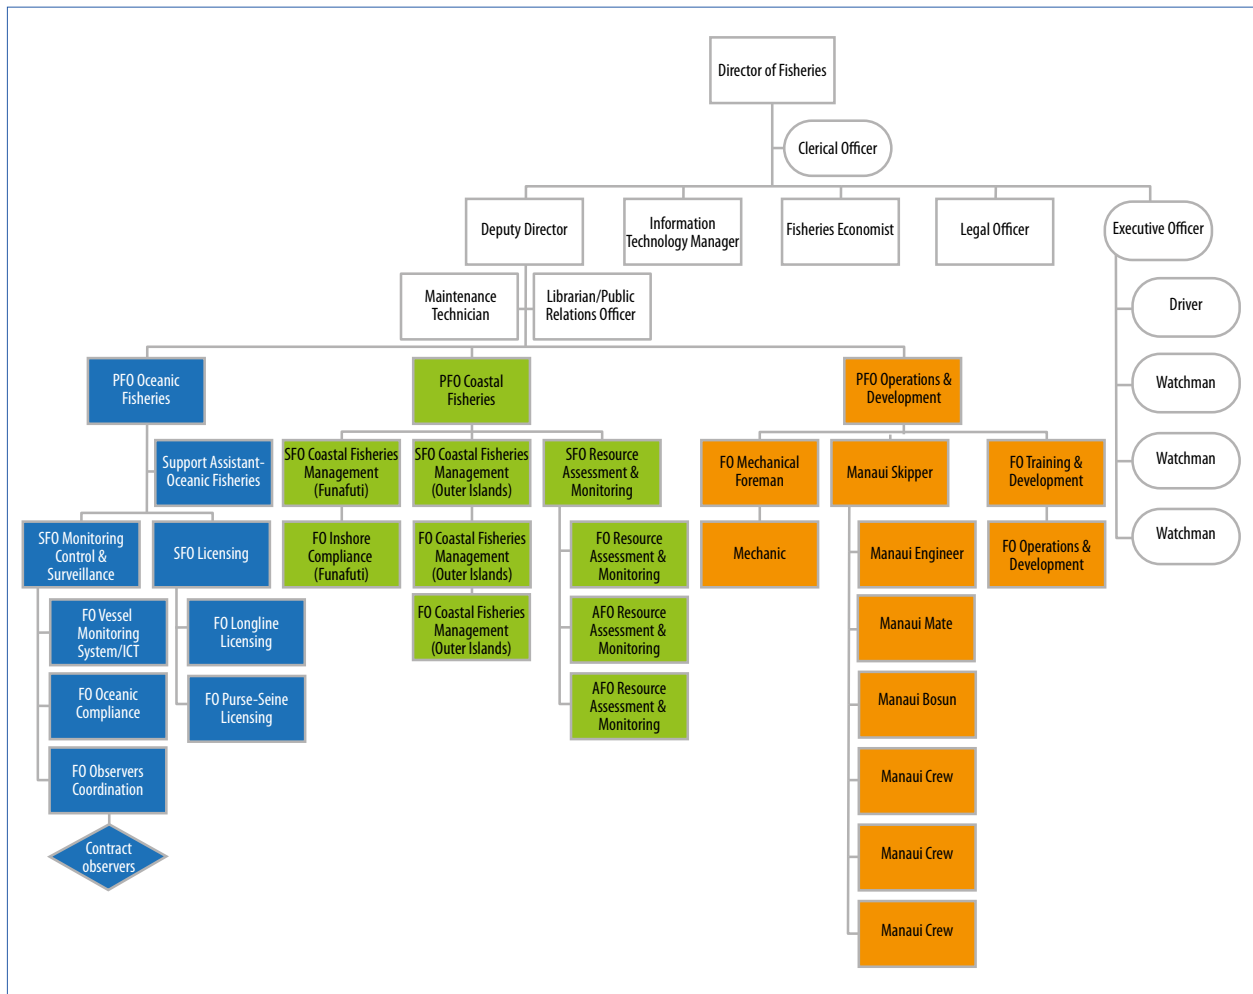 Director of Fisheries
Clerical Officer
Deputy Director
Information
Technology Manager
Fisheries Economist
Legal Officer
Executive Officer
Maintenance
Technician
Librarian/Public
Relations Officer
Driver
Watchman
Watchman
Watchman
PFO Oceanic
Fisheries
Support Assistant-
Oceanic Fisheries
SFO Monitoring
Control &
Surveillance
SFO Licensing
FO Vessel
Monitoring
System/ICT
FO Oceanic
Compliance
FO Observers
Coordination
Contract
observers
FO Longline
Licensing
FO Purse-Seine
Licensing
PFO Coastal
Fisheries
SFO Coastal Fisheries
Management
(Funafuti)
FO Inshore
Compliance
(Funafuti)
SFO Coastal Fisheries
Management
(Outer Islands)
FO Coastal Fisheries
Management
(Outer Islands)
FO Coastal Fisheries
Management
(Outer Islands)
SFO Resource
Assessment &
Monitoring
FO Resource
Assessment &
Monitoring
AFO Resource
Assessment &
Monitoring
AFO Resource
Assessment &
Monitoring
PFO Operations &
Development
FO Mechanical
Foreman
Mechanic
Manaui Skipper
Manaui Engineer
Manaui Mate
Manaui Bosun
Manaui Crew
Manaui Crew
Manaui Crew
FO Training &
Development
FO Operations &
Development